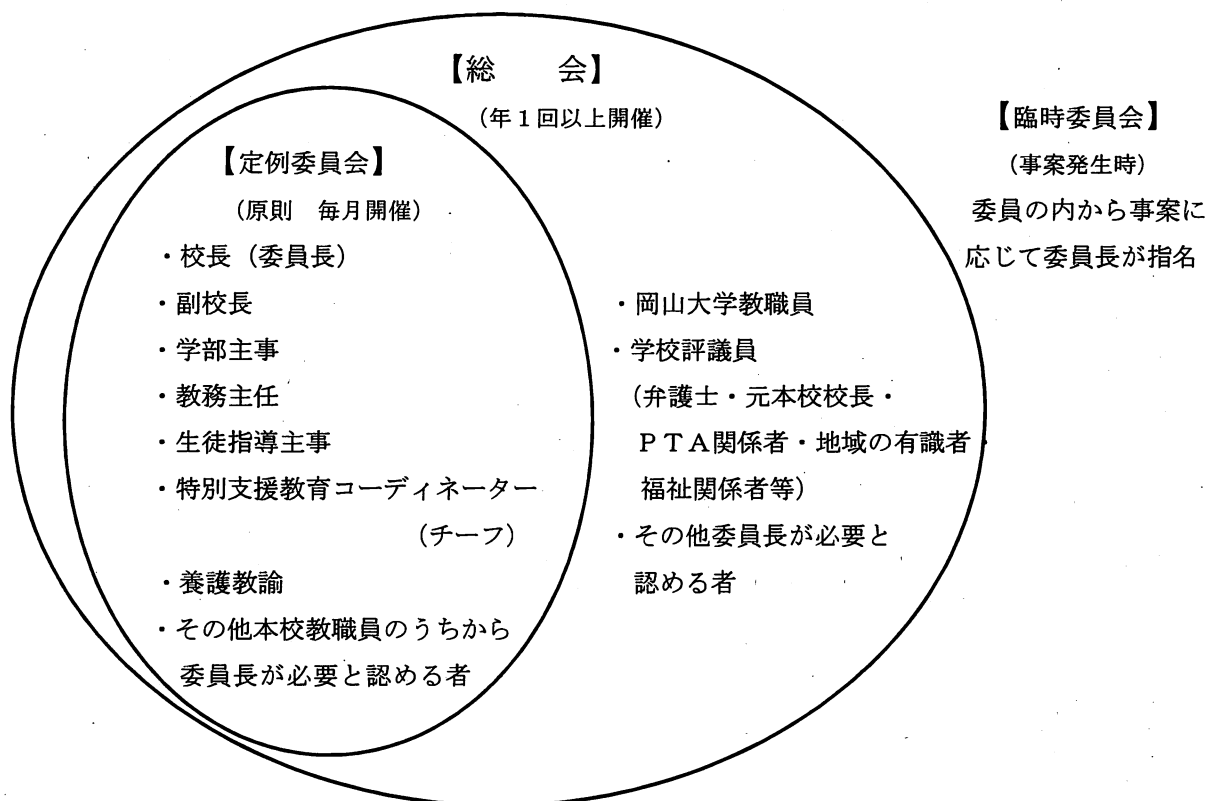 【総　　会】
（年１回以上開催）
【定例委員会】
（原則　毎月開催）
・校長（委員長）
・副校長
・学部主事
・教務主任
・生徒指導主事
・特別支援教育コーディネーター
（チーフ）
・養護教諭
・その他本校教職員のうちから
委員長が必要と認める者
・岡山大学教職員
・学校評議員
（弁護士・元本校校長・
ＰＴＡ関係者・地域の有識者・
福祉関係者等）
・その他委員長が必要と
認める者
【臨時委員会】
（事案発生時）
委員の内から事案に
応じて委員長が指名